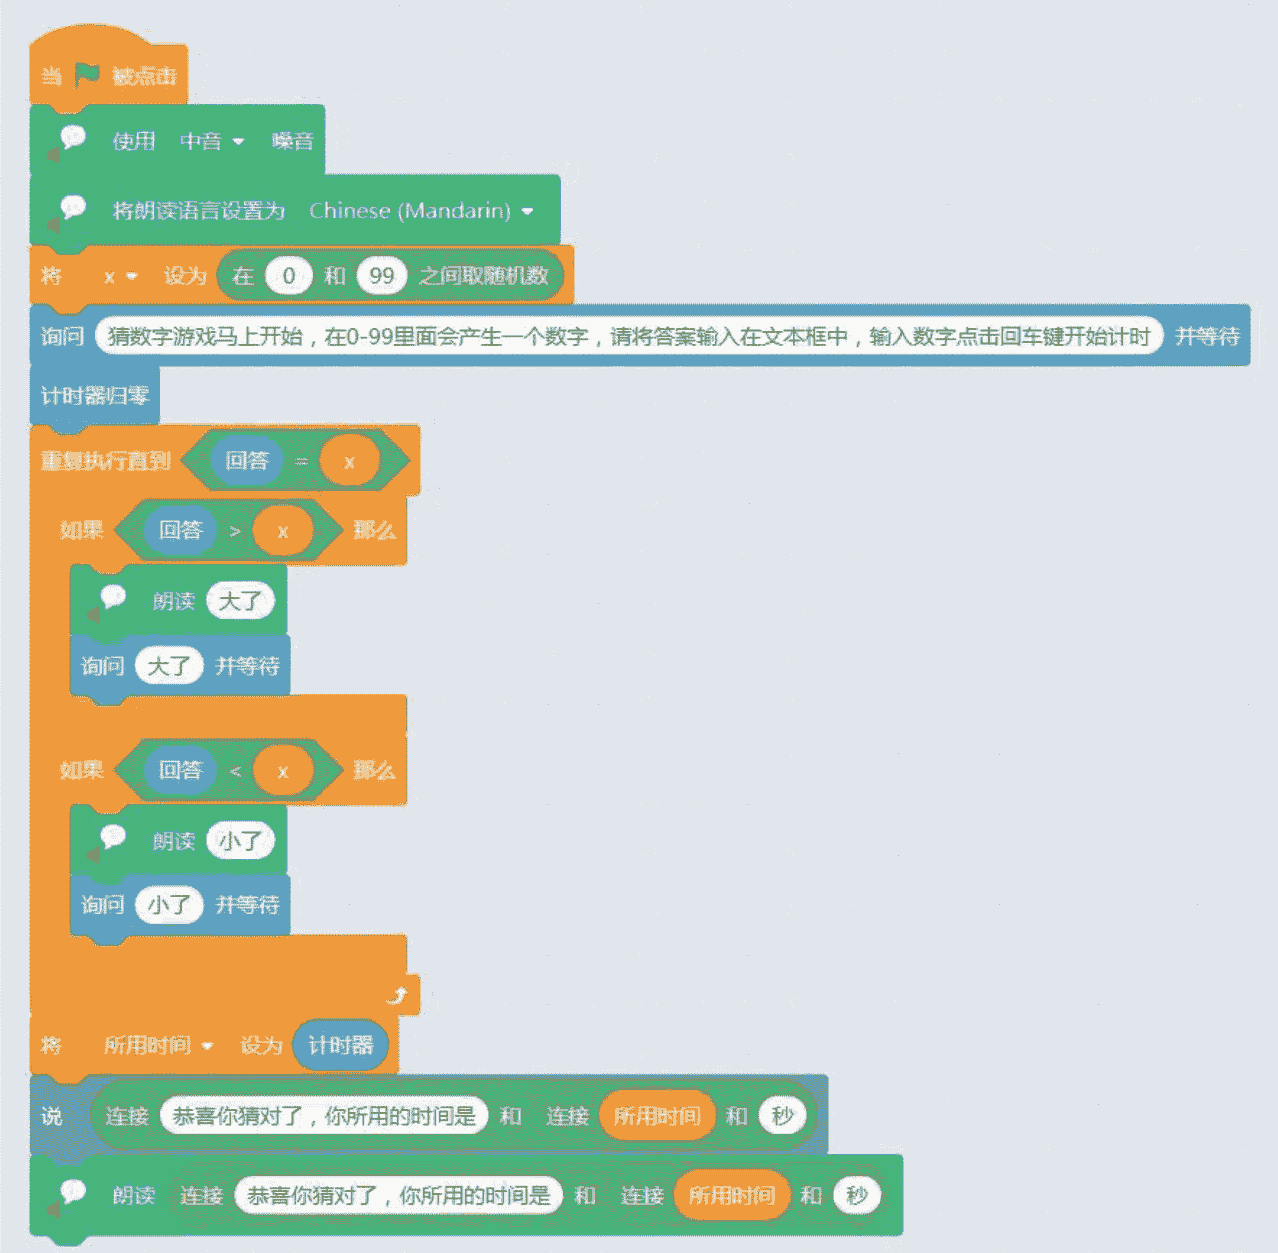 当 被点击
使用 中音 嗓音
将朗读语言设置为 Chinese (Mandarin)
将 x 设为 在 0 和 99 之间取随机数
询问 猜数字游戏马上开始，在0-99里面会产生一个数字，请将答案输入在文本框中，输入数字点击回车键开始计时 并等待
计时器归零
重复执行直到 回答 = x
如果 回答 > x 那么
朗读 大了
询问 大了 并等待
如果 回答 < x 那么
朗读 小了
询问 小了 并等待
将 所用时间 设为 计时器
说 连接 恭喜你猜对了，你所用的时间是 和 连接 所用时间 和 秒
朗读 连接 恭喜你猜对了，你所用的时间是 和 连接 所用时间 和 秒